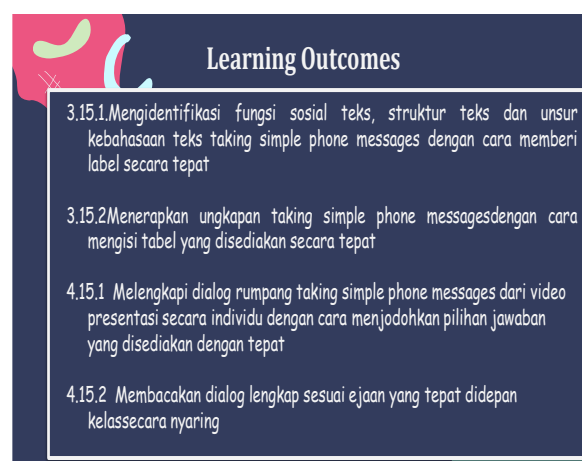 Learning Outcomes
3.15.1.Mengidentifikasi fungsi sosial teks, struktur teks dan unsur
kebahasaan teks taking simple phone messages dengan cara memberi
label secara tepat
3.15.2Menerapkan ungkapan taking simple phone messagesdengan cara
mengisi tabel yang disediakan secara tepat
4.15.1 Melengkapi dialog rumpang taking simple phone messages dari video
presentasi secara individu dengan cara menjodohkan pilihan jawaban
yang disediakan dengan tepat
4.15.2 Membacakan dialog lengkap sesuai ejaan yang tepat didepan
kelassecara nyaring